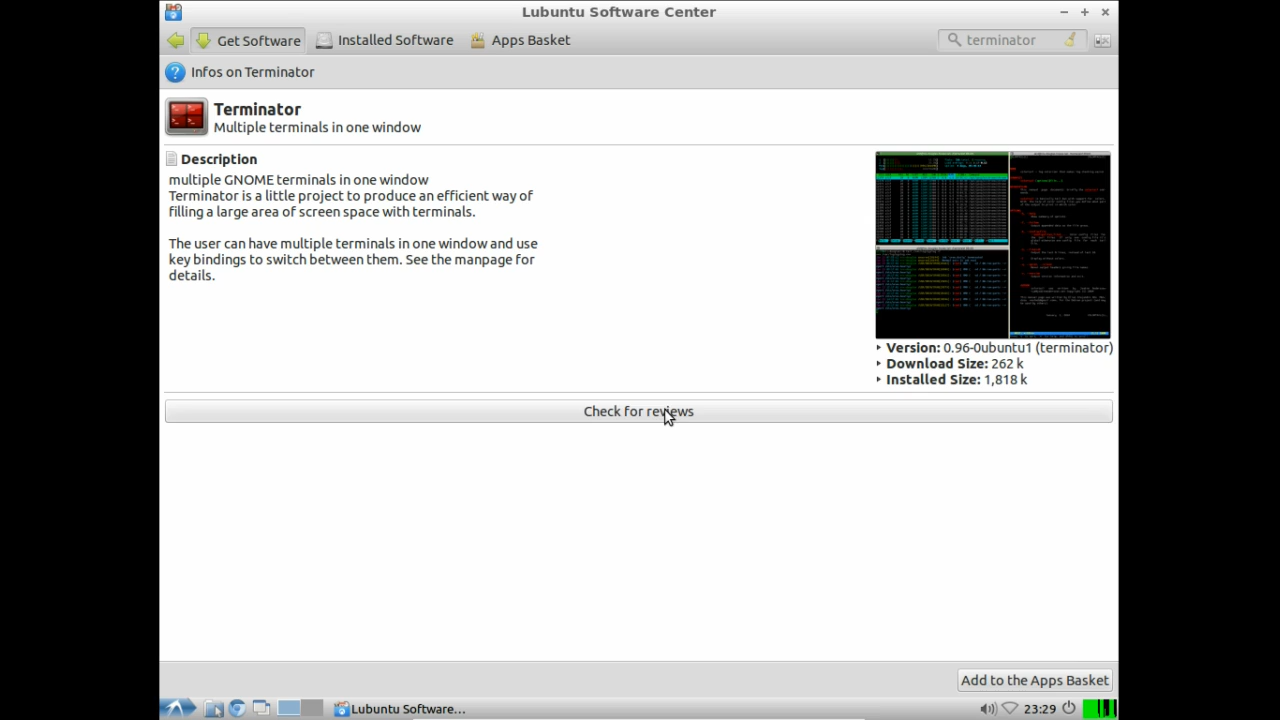 Lubuntu Software Center
Get Software Installed Software Apps Basket terminator
Infos on Terminator
Terminator
Multiple terminals in one window
Description
multiple GNOME terminals in one window
Terminator is a little project to produce an efficient way of
filling a large area of screen space with terminals.
The user can have multiple terminals in one window and use
key bindings to switch between them. See the manpage for
details.
Version: 0.96-0ubuntu1 (terminator)
Download Size: 262 k
Installed Size: 1,818 k
Check for reviews
Add to the Apps Basket
Lubuntu Software... 23:29